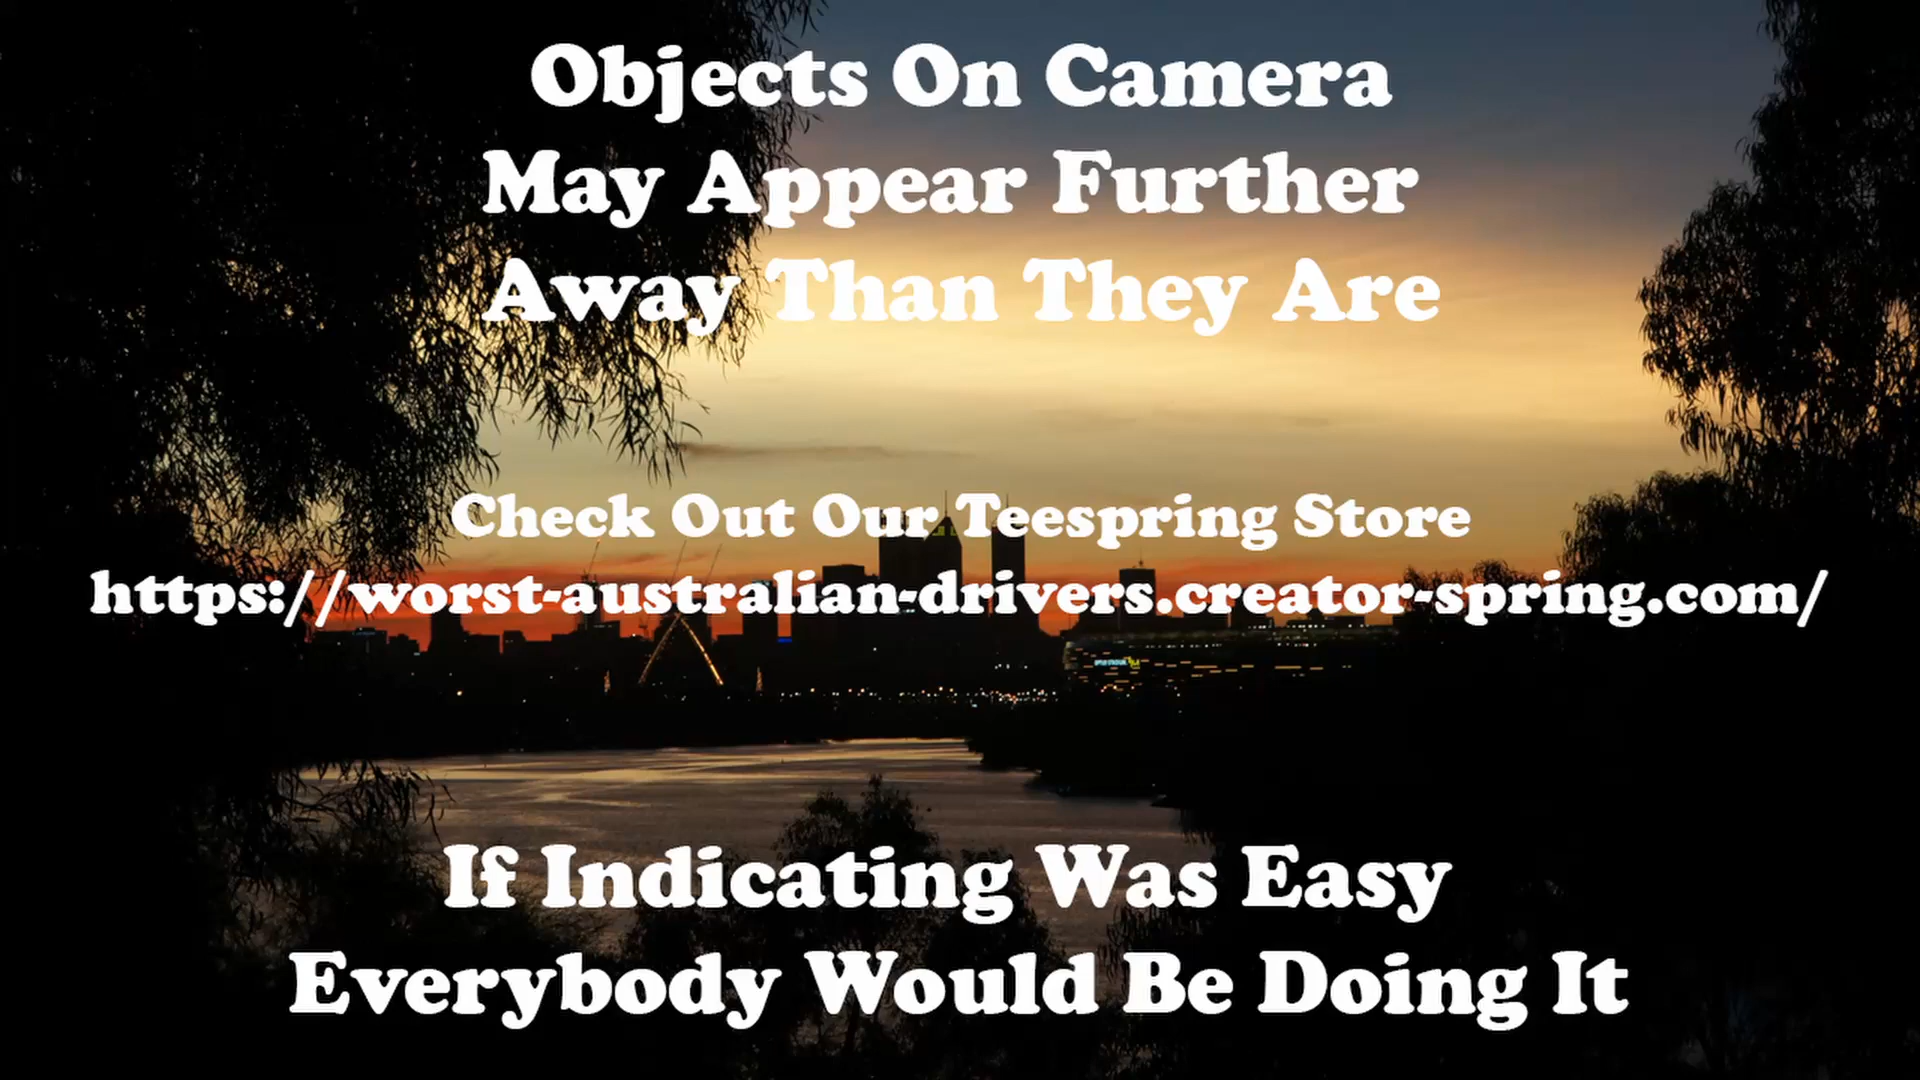 Objects On Camera
May Appear Further
Away Than They Are
Check Out Our Teespring Store
https://worst-australian-drivers.creator-spring.com/
If Indicating Was Easy
Everybody Would Be Doing It